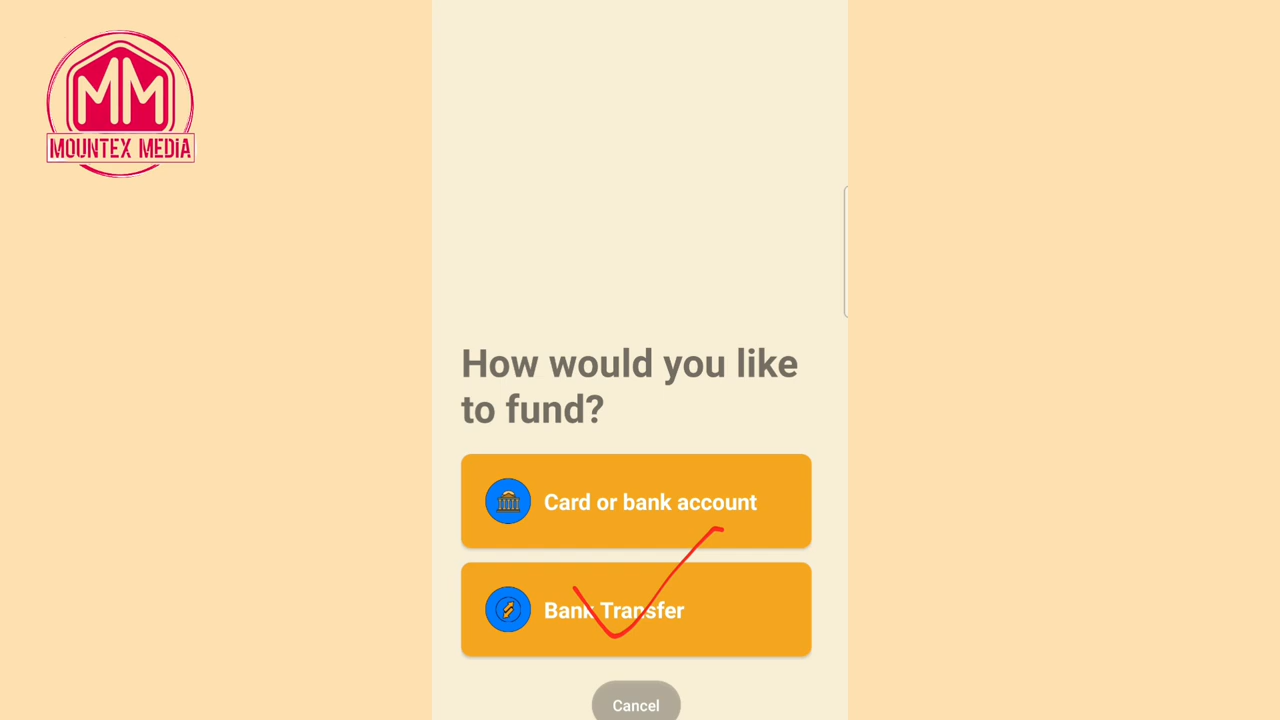 MM
MOUNTEX MEDiA
How would you like
to fund?
Card or bank account
Bank Transfer
Cancel